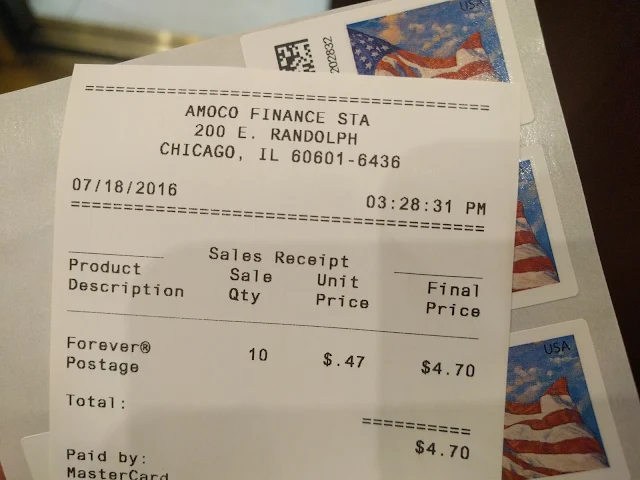 USA
202832
==========================================
AMOCO FINANCE STA
200 E. RANDOLPH
CHICAGO, IL 60601-6436
07/18/2016 03:28:31 PM
==========================================
Sales Receipt
Product Sale Unit Final
Description Qty Price Price
Forever® 10 $.47 $4.70
Postage
Total:
==========
$4.70
Paid by:
MasterCard
USA